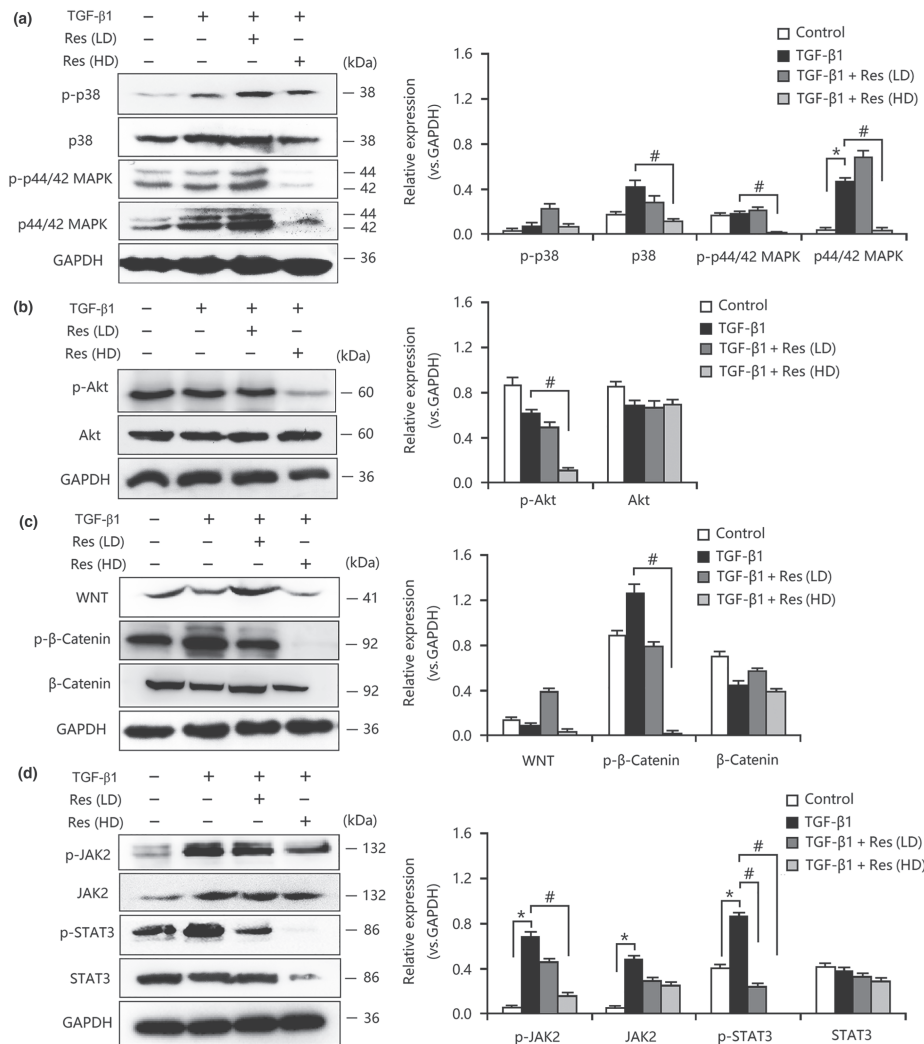 (a)
TGF-β1 − + + +
Res (LD) − − + −
Res (HD) − − − + (kDa)
p-p38 − 38
p38 − 38
p-p44/42 MAPK − 44
− 42
p44/42 MAPK − 44
− 42
GAPDH − 36
Relative expression
(vs.GAPDH)
1.6
1.2
0.8
0.4
0.0
Control
TGF-β1
TGF-β1 + Res (LD)
TGF-β1 + Res (HD)
# # * #
p-p38 p38 p-p44/42 MAPK p44/42 MAPK
(b)
TGF-β1 − + + +
Res (LD) − − + −
Res (HD) − − − + (kDa)
p-Akt − 60
Akt − 60
GAPDH − 36
Relative expression
(vs.GAPDH)
1.6
1.2
0.8
0.4
0.0
Control
TGF-β1
TGF-β1 + Res (LD)
TGF-β1 + Res (HD)
#
p-Akt Akt
(c)
TGF-β1 − + + +
Res (LD) − − + −
Res (HD) − − − + (kDa)
WNT − 41
p-β-Catenin − 92
β-Catenin − 92
GAPDH − 36
Relative expression
(vs.GAPDH)
1.6
1.2
0.8
0.4
0.0
Control
TGF-β1
TGF-β1 + Res (LD)
TGF-β1 + Res (HD)
#
WNT p-β-Catenin β-Catenin
(d)
TGF-β1 − + + +
Res (LD) − − + −
Res (HD) − − − + (kDa)
p-JAK2 − 132
JAK2 − 132
p-STAT3 − 86
STAT3 − 86
GAPDH − 36
Relative expression
(vs.GAPDH)
1.6
1.2
0.8
0.4
0.0
Control
TGF-β1
TGF-β1 + Res (LD)
TGF-β1 + Res (HD)
* # * * # #
p-JAK2 JAK2 p-STAT3 STAT3